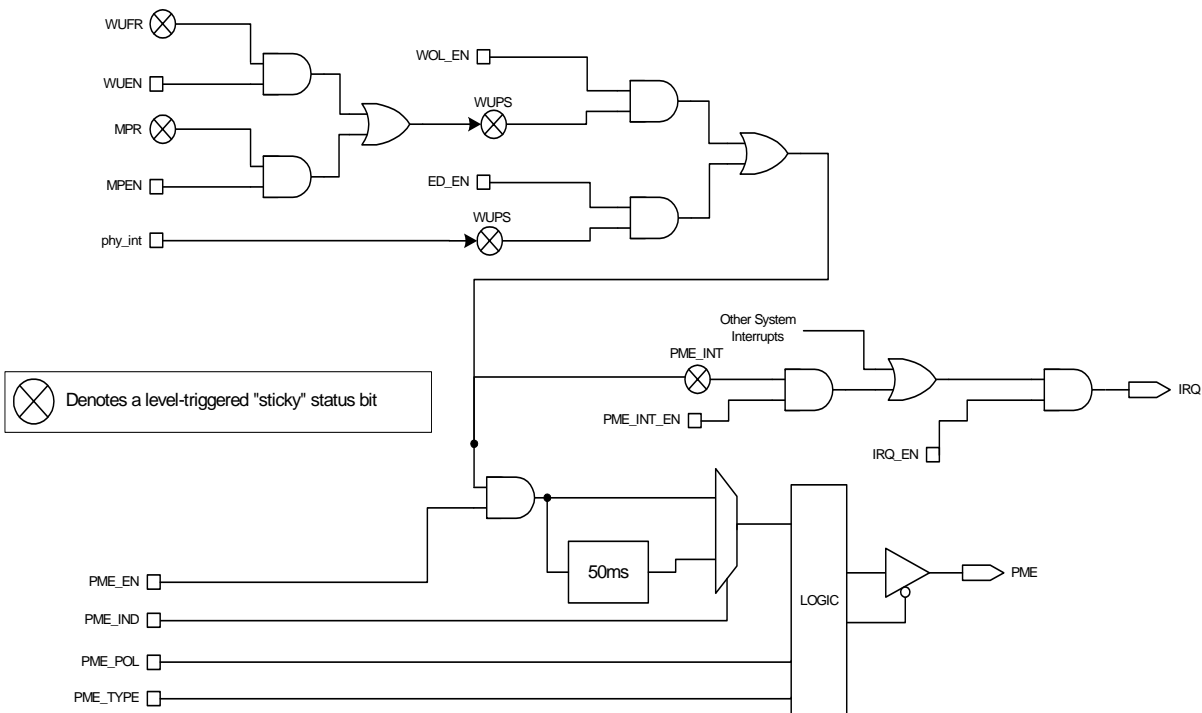 WUFR
WUEN
MPR
MPEN
phy_int
WOL_EN
WUPS
ED_EN
WUPS
Other System
Interrupts
PME_INT
PME_INT_EN
IRQ_EN
IRQ
Denotes a level-triggered "sticky" status bit
50ms
LOGIC
PME
PME_EN
PME_IND
PME_POL
PME_TYPE